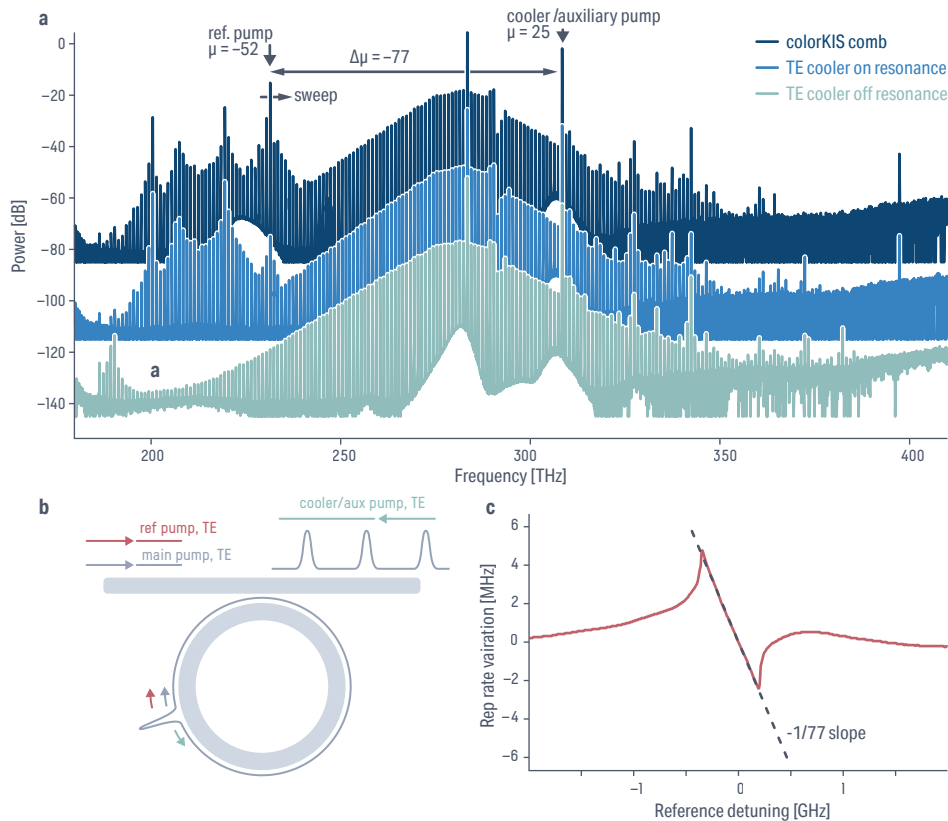 a
ref. pump
μ = −52
cooler /auxiliary pump
μ = 25
Δμ = −77
sweep
colorKIS comb
TE cooler on resonance
TE cooler off resonance
Power [dB]
0
−20
−40
−60
−80
−100
−120
−140
a
200
250
300
350
400
Frequency [THz]
b
ref pump, TE
main pump, TE
cooler/aux pump, TE
c
Rep rate vairation [MHz]
6
4
2
0
−2
−4
−6
-1/77 slope
−1
0
1
Reference detuning [GHz]